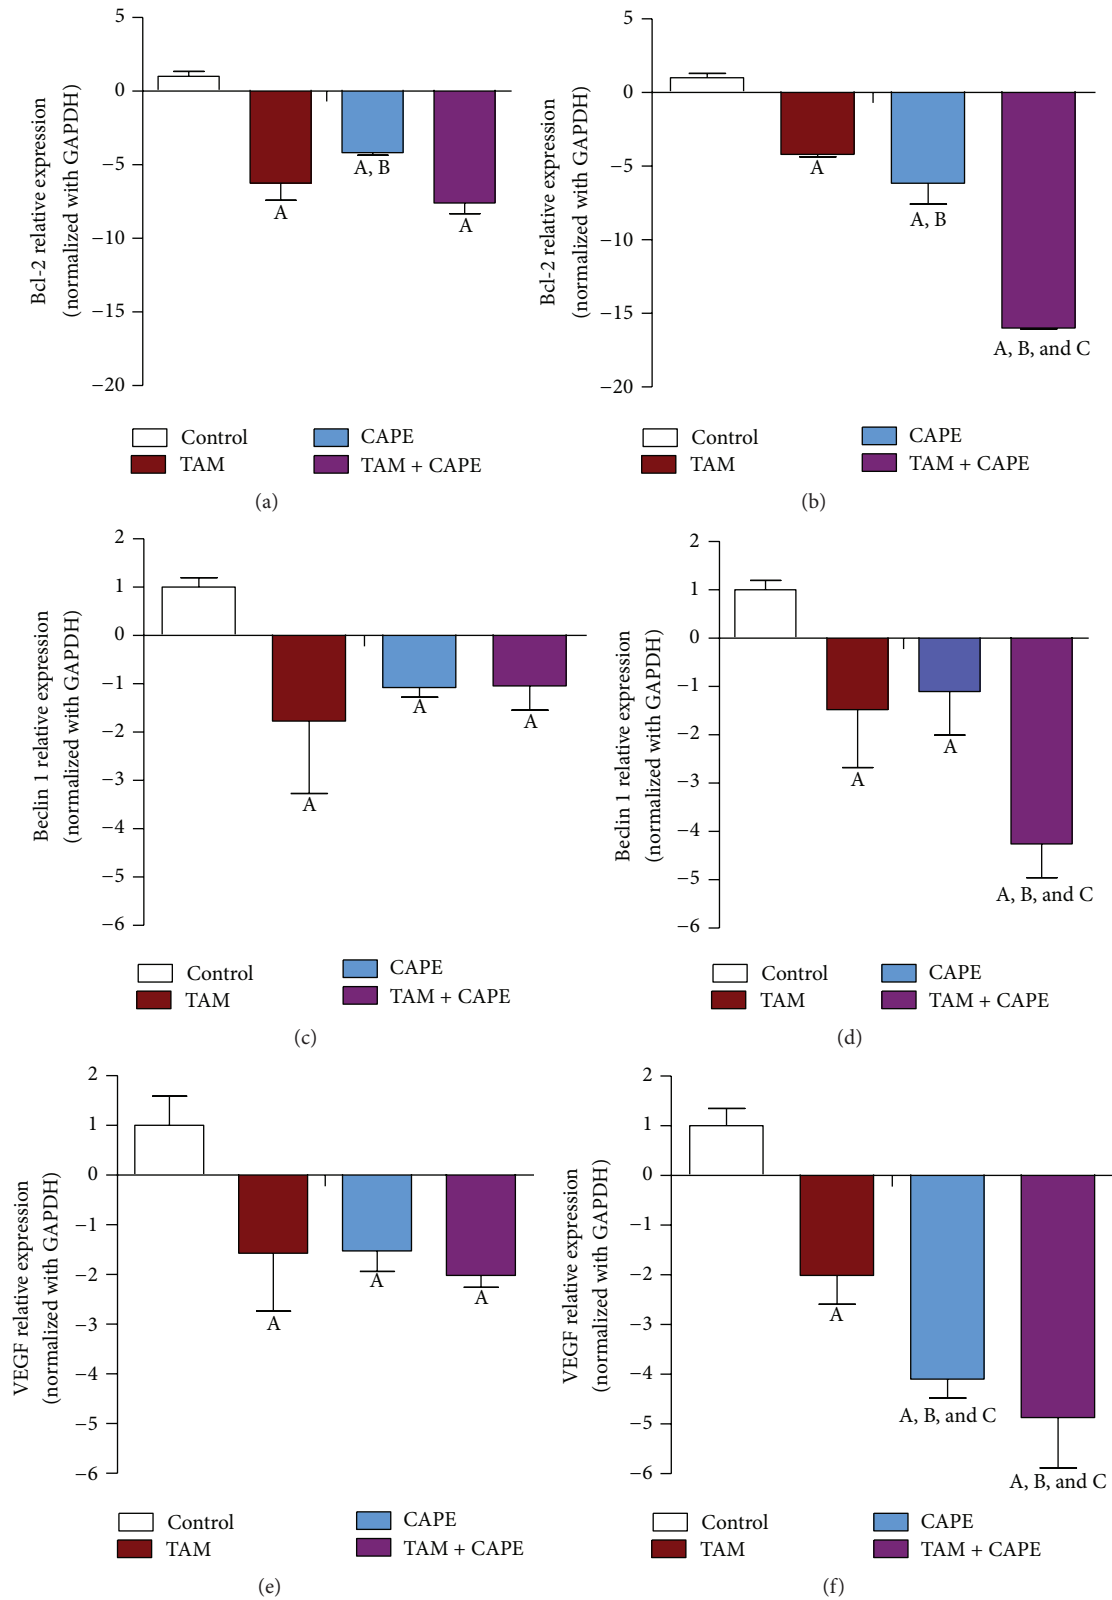 5
0
−5
−10
−15
−20
Bcl-2 relative expression
(normalized with GAPDH)
A
A, B
A
Control
CAPE
TAM
TAM + CAPE
(a)
5
0
−5
−10
−15
−20
Bcl-2 relative expression
(normalized with GAPDH)
A
A, B
A, B, and C
Control
CAPE
TAM
TAM + CAPE
(b)
2
1
0
−1
−2
−3
−4
−5
−6
Beclin 1 relative expression
(normalized with GAPDH)
A
A
A
Control
CAPE
TAM
TAM + CAPE
(c)
2
1
0
−1
−2
−3
−4
−5
−6
Beclin 1 relative expression
(normalized with GAPDH)
A
A
A, B, and C
Control
CAPE
TAM
TAM + CAPE
(d)
2
1
0
−1
−2
−3
−4
−5
−6
VEGF relative expression
(normalized with GAPDH)
A
A
A
Control
CAPE
TAM
TAM + CAPE
(e)
2
1
0
−1
−2
−3
−4
−5
−6
VEGF relative expression
(normalized with GAPDH)
A
A, B, and C
A, B, and C
Control
CAPE
TAM
TAM + CAPE
(f)